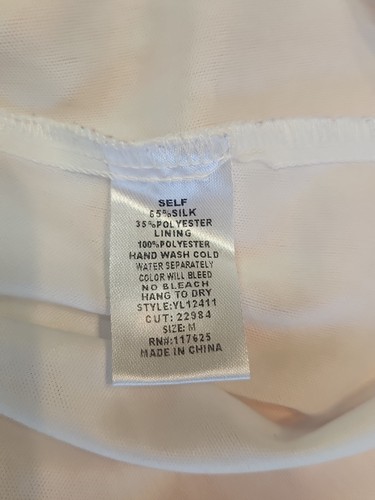 SELF
65%SILK
35%POLYESTER
LINING
100%POLYESTER
HAND WASH COLD
WATER SEPARATELY
COLOR WILL BLEED
NO BLEACH
HANG TO DRY
STYLE:YL12411
CUT: 22984
SIZE: M
RN#:117625
MADE IN CHINA